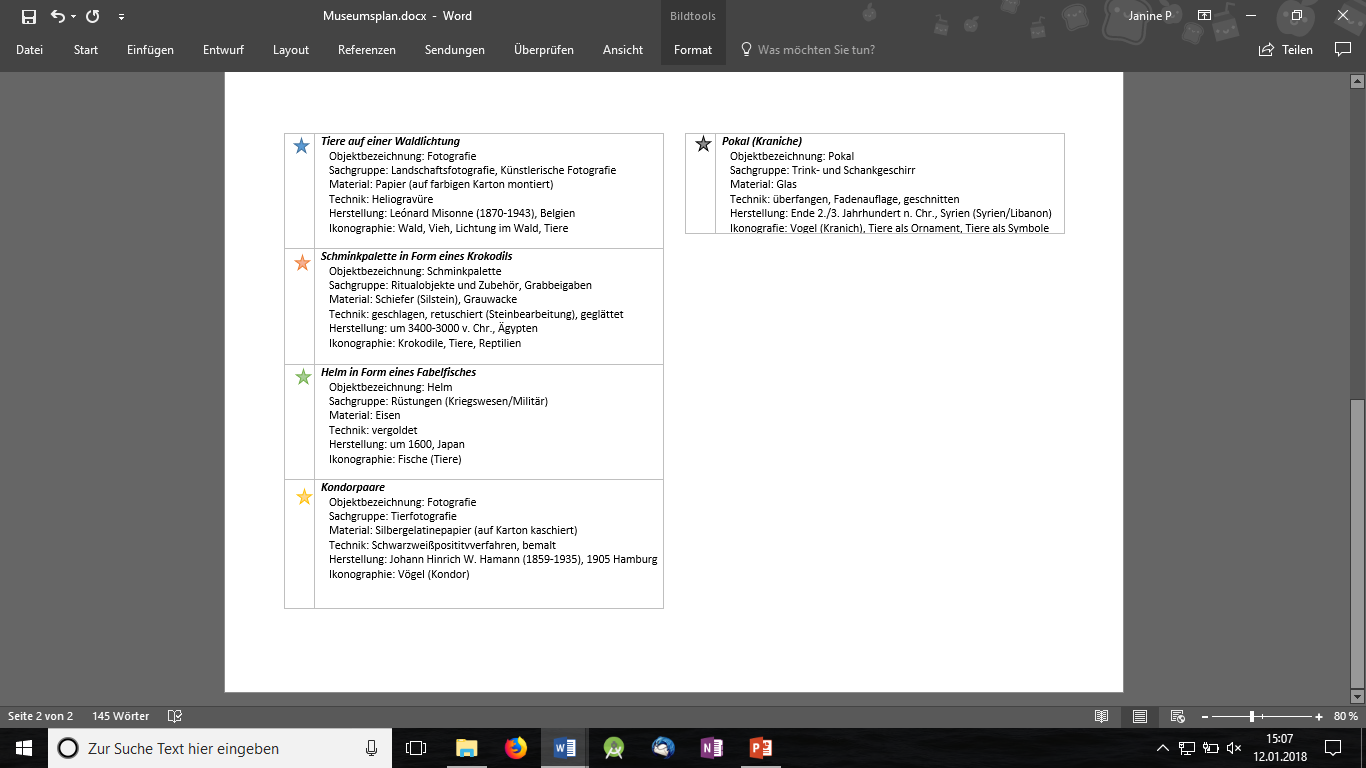 Museumsplan.docx - Word
Bildtools
Janine P
Datei
Start
Einfügen
Entwurf
Layout
Referenzen
Sendungen
Überprüfen
Ansicht
Format
Was möchten Sie tun?
Teilen
Tiere auf einer Waldlichtung
Objektbezeichnung: Fotografie
Sachgruppe: Landschaftsfotografie, Künstlerische Fotografie
Material: Papier (auf farbigen Karton montiert)
Technik: Heliogravüre
Herstellung: Leónard Misonne (1870-1943), Belgien
Ikonographie: Wald, Vieh, Lichtung im Wald, Tiere
Schminkpalette in Form eines Krokodils
Objektbezeichnung: Schminkpalette
Sachgruppe: Ritualobjekte und Zubehör, Grabbeigaben
Material: Schiefer (Silstein), Grauwacke
Technik: geschlagen, retuschiert (Steinbearbeitung), geglättet
Herstellung: um 3400-3000 v. Chr., Ägypten
Ikonographie: Krokodile, Tiere, Reptilien
Helm in Form eines Fabelfisches
Objektbezeichnung: Helm
Sachgruppe: Rüstungen (Kriegswesen/Militär)
Material: Eisen
Technik: vergoldet
Herstellung: um 1600, Japan
Ikonographie: Fische (Tiere)
Kondorpaare
Objektbezeichnung: Fotografie
Sachgruppe: Tierfotografie
Material: Silbergelatinepapier (auf Karton kaschiert)
Technik: Schwarzweißposititvverfahren, bemalt
Herstellung: Johann Hinrich W. Hamann (1859-1935), 1905 Hamburg
Ikonographie: Vögel (Kondor)
Pokal (Kraniche)
Objektbezeichnung: Pokal
Sachgruppe: Trink- und Schankgeschirr
Material: Glas
Technik: überfangen, Fadenauflage, geschnitten
Herstellung: Ende 2./3. Jahrhundert n. Chr., Syrien (Syrien/Libanon)
Ikonografie: Vogel (Kranich), Tiere als Ornament, Tiere als Symbole
Seite 2 von 2
145 Wörter
80 %
Zur Suche Text hier eingeben
15:07
12.01.2018